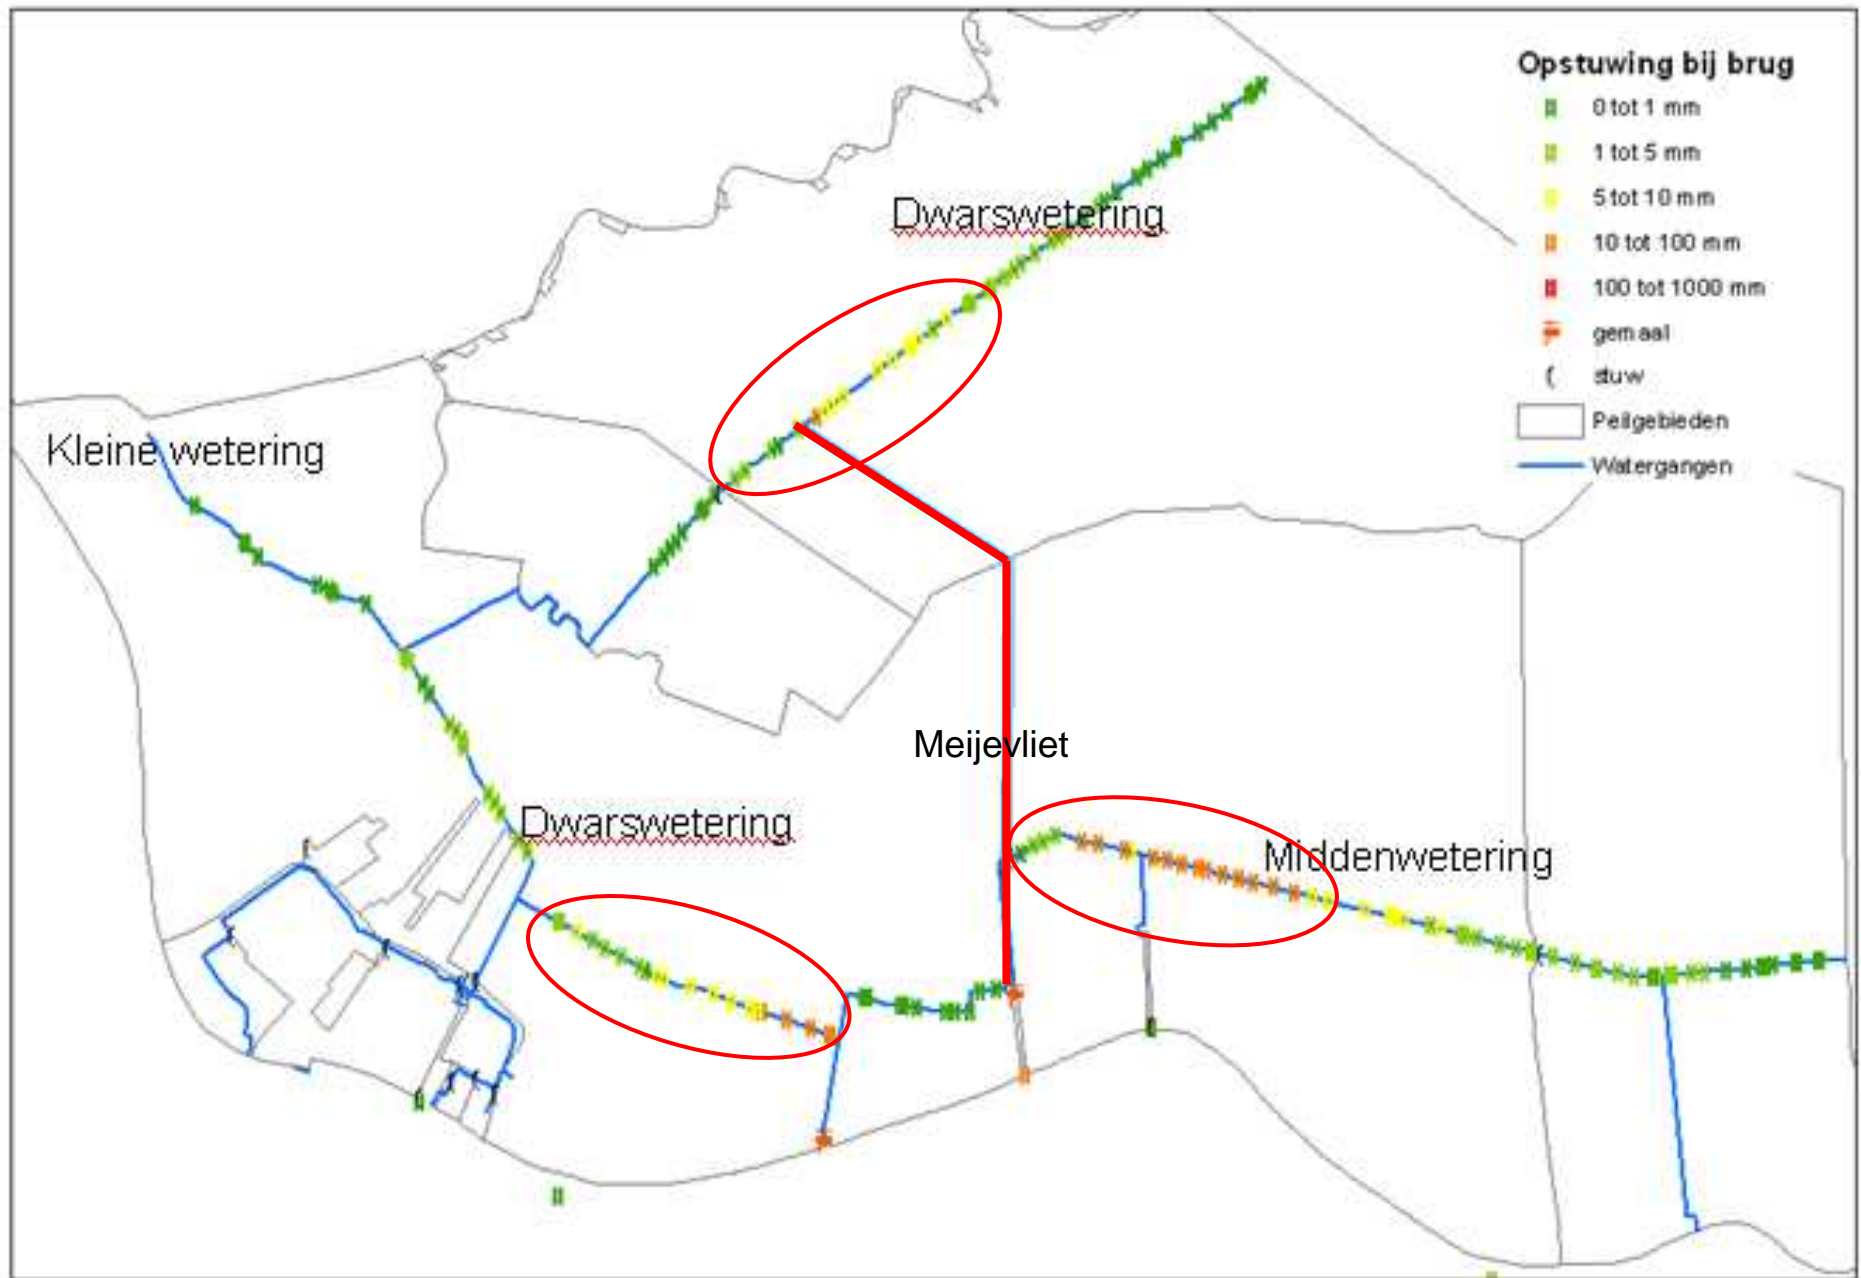 Opstuwing bij brug
0 tot 1 mm
1 tot 5 mm
5 tot 10 mm
10 tot 100 mm
100 tot 1000 mm
gemaal
stuw
Peilgebieden
Watergangen
Dwarswetering
Kleine wetering
Meijevliet
Dwarswetering
Middenwetering